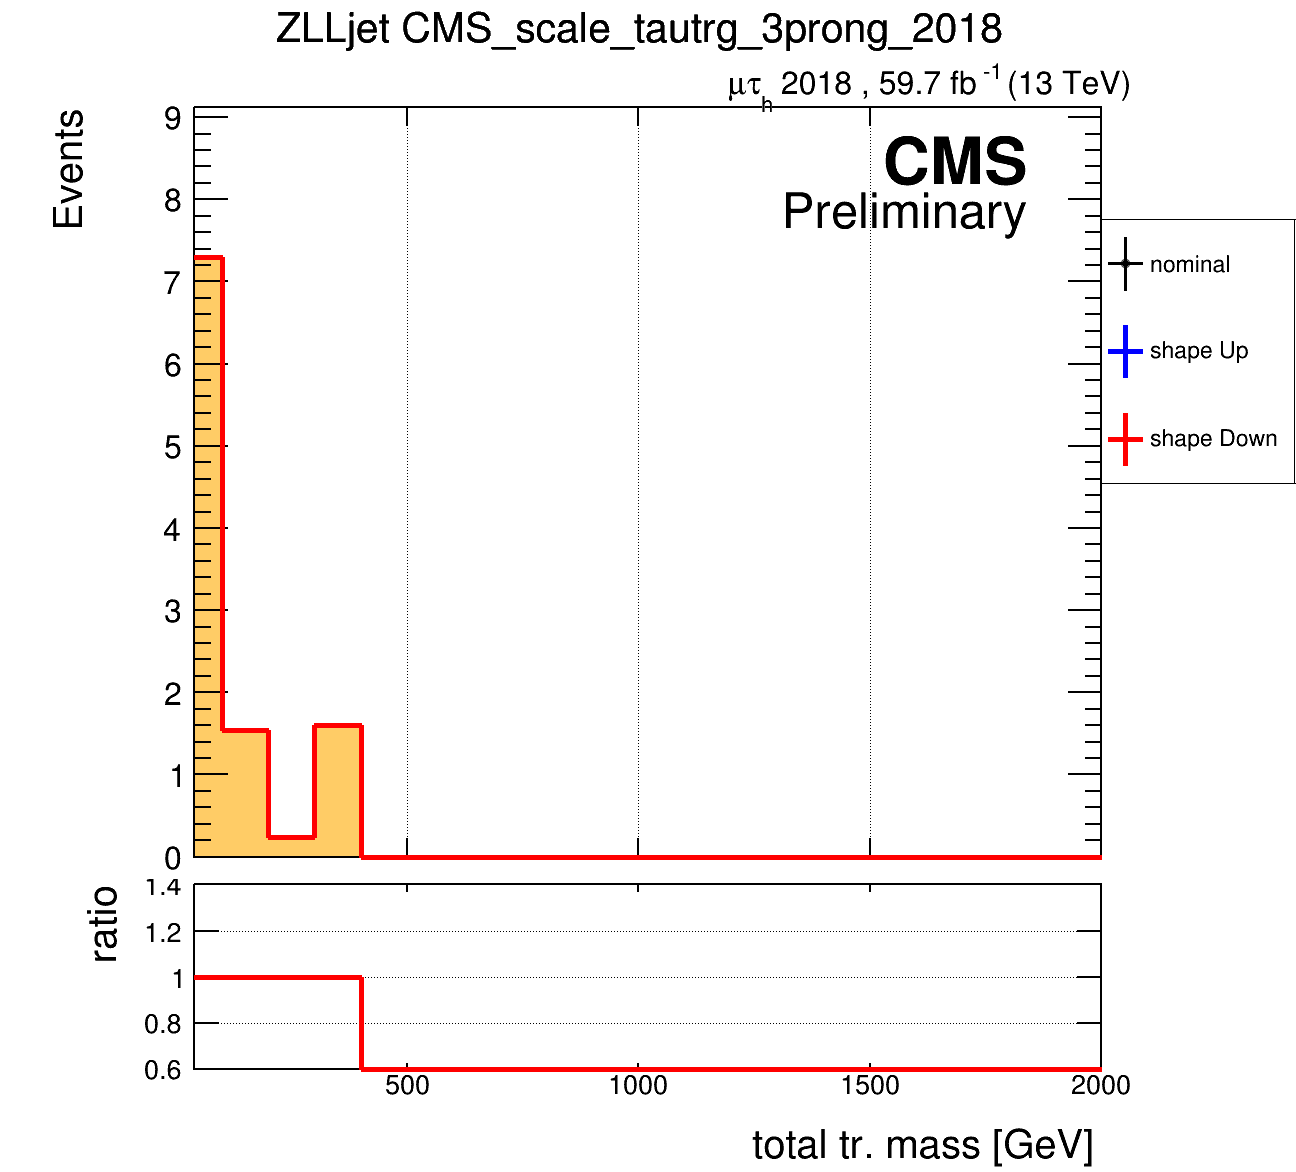 ZLLjet CMS_scale_tautrg_3prong_2018
μτh 2018 , 59.7 fb-1 (13 TeV)
Events
9
8
7
6
5
4
3
2
1
0
CMS
Preliminary
nominal
shape Up
shape Down
ratio
1.4
1.2
1
0.8
0.6
500
1000
1500
2000
total tr. mass [GeV]